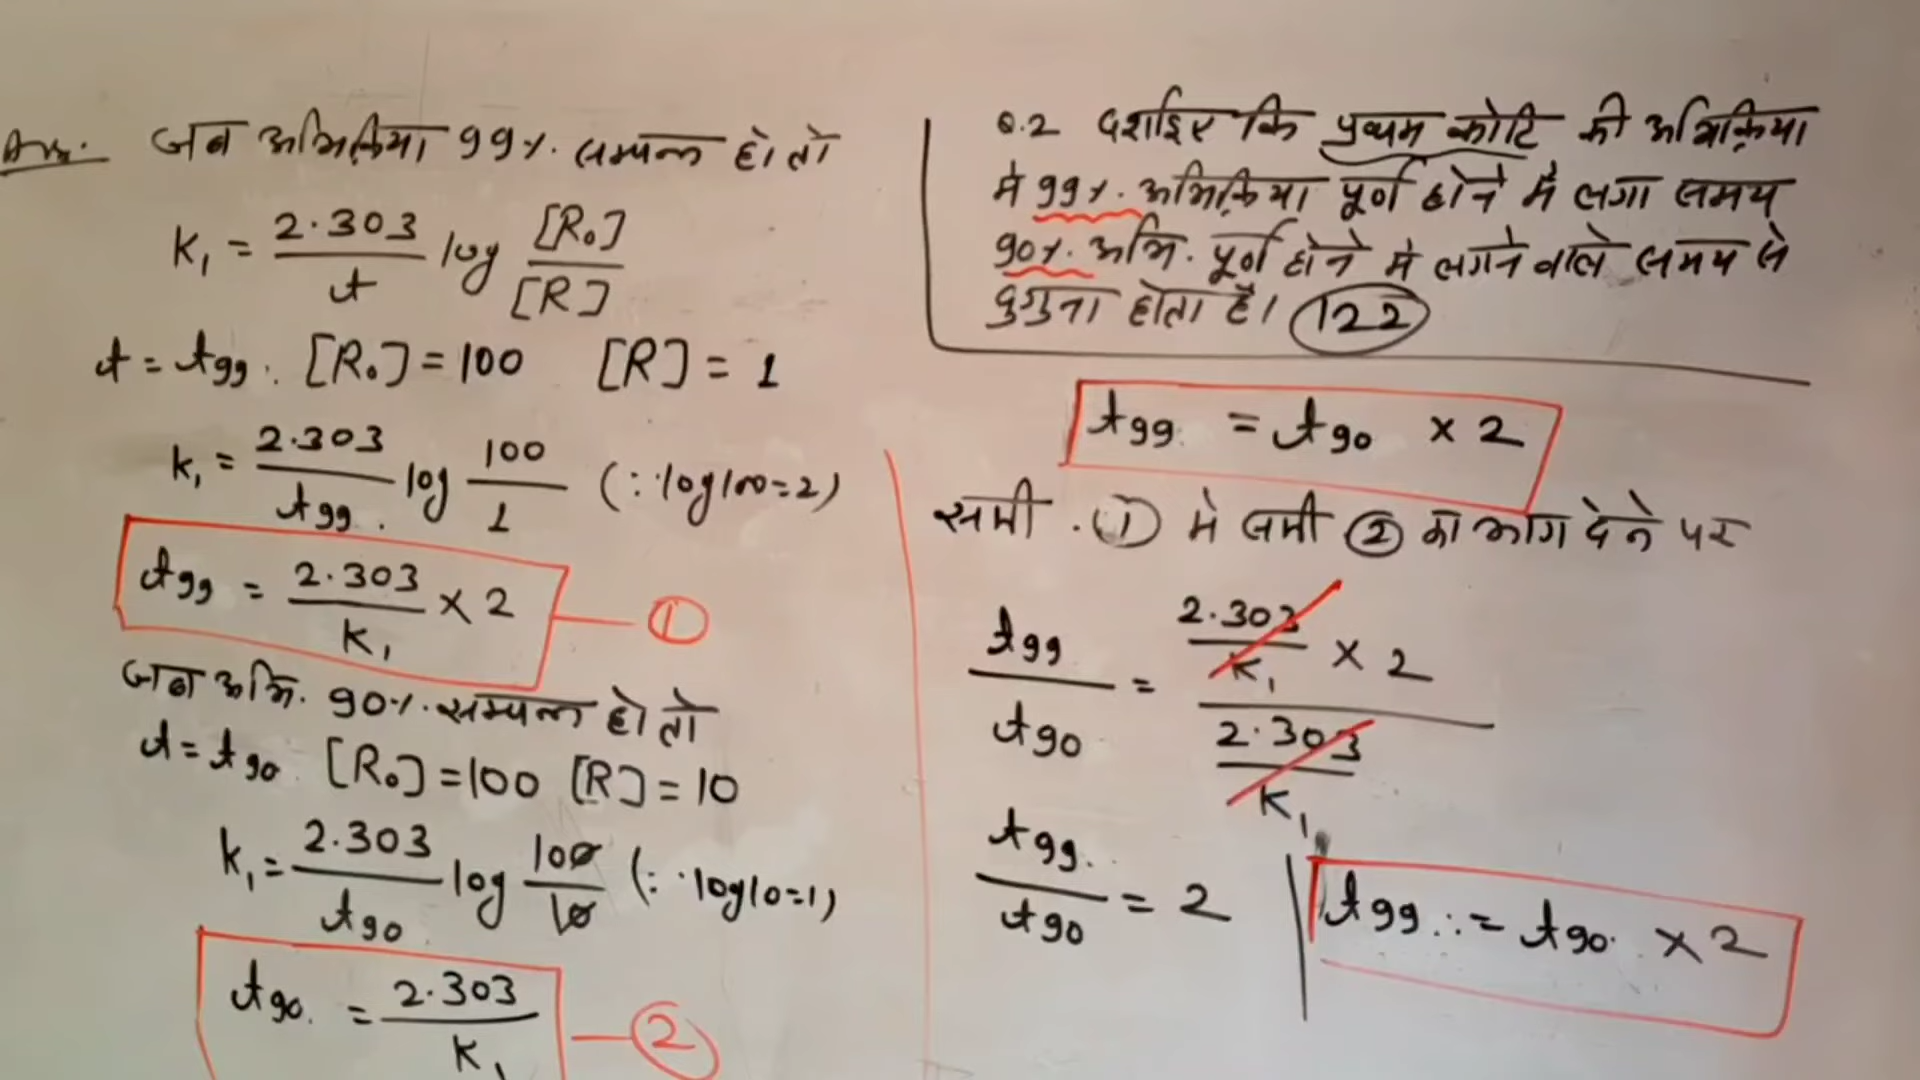 Ans. जब अभिक्रिया 99%. सम्पन्न हो तो
K₁ = 2.303/t log [R₀]/[R]
t = t99. [R₀] = 100 [R] = 1
K₁ = 2.303/t99. log 100/1 (∵ log100=2)
t99 = 2.303/K₁ × 2 — ①
जब अभि. 90%. सम्पन्न हो तो
t = t90 [R₀] = 100 [R] = 10
K₁ = 2.303/t90 log 100/10 (∵ log10=1)
t90. = 2.303/K₁ — ②
Q.2 दर्शाइए कि प्रथम कोटि की अभिक्रिया
मे 99%. अभिक्रिया पूर्ण होने मै लगा समय
90%. अभि. पूर्ण होने मे लगने वाले समय से
दुगुना होता है। 122
t99. = t90 × 2
समी. ① मे समी ② का भाग देने पर
t99/t90 = (2.303/K₁ × 2)/(2.303/K₁)
t99./t90 = 2
t99. ∴ = t90. × 2